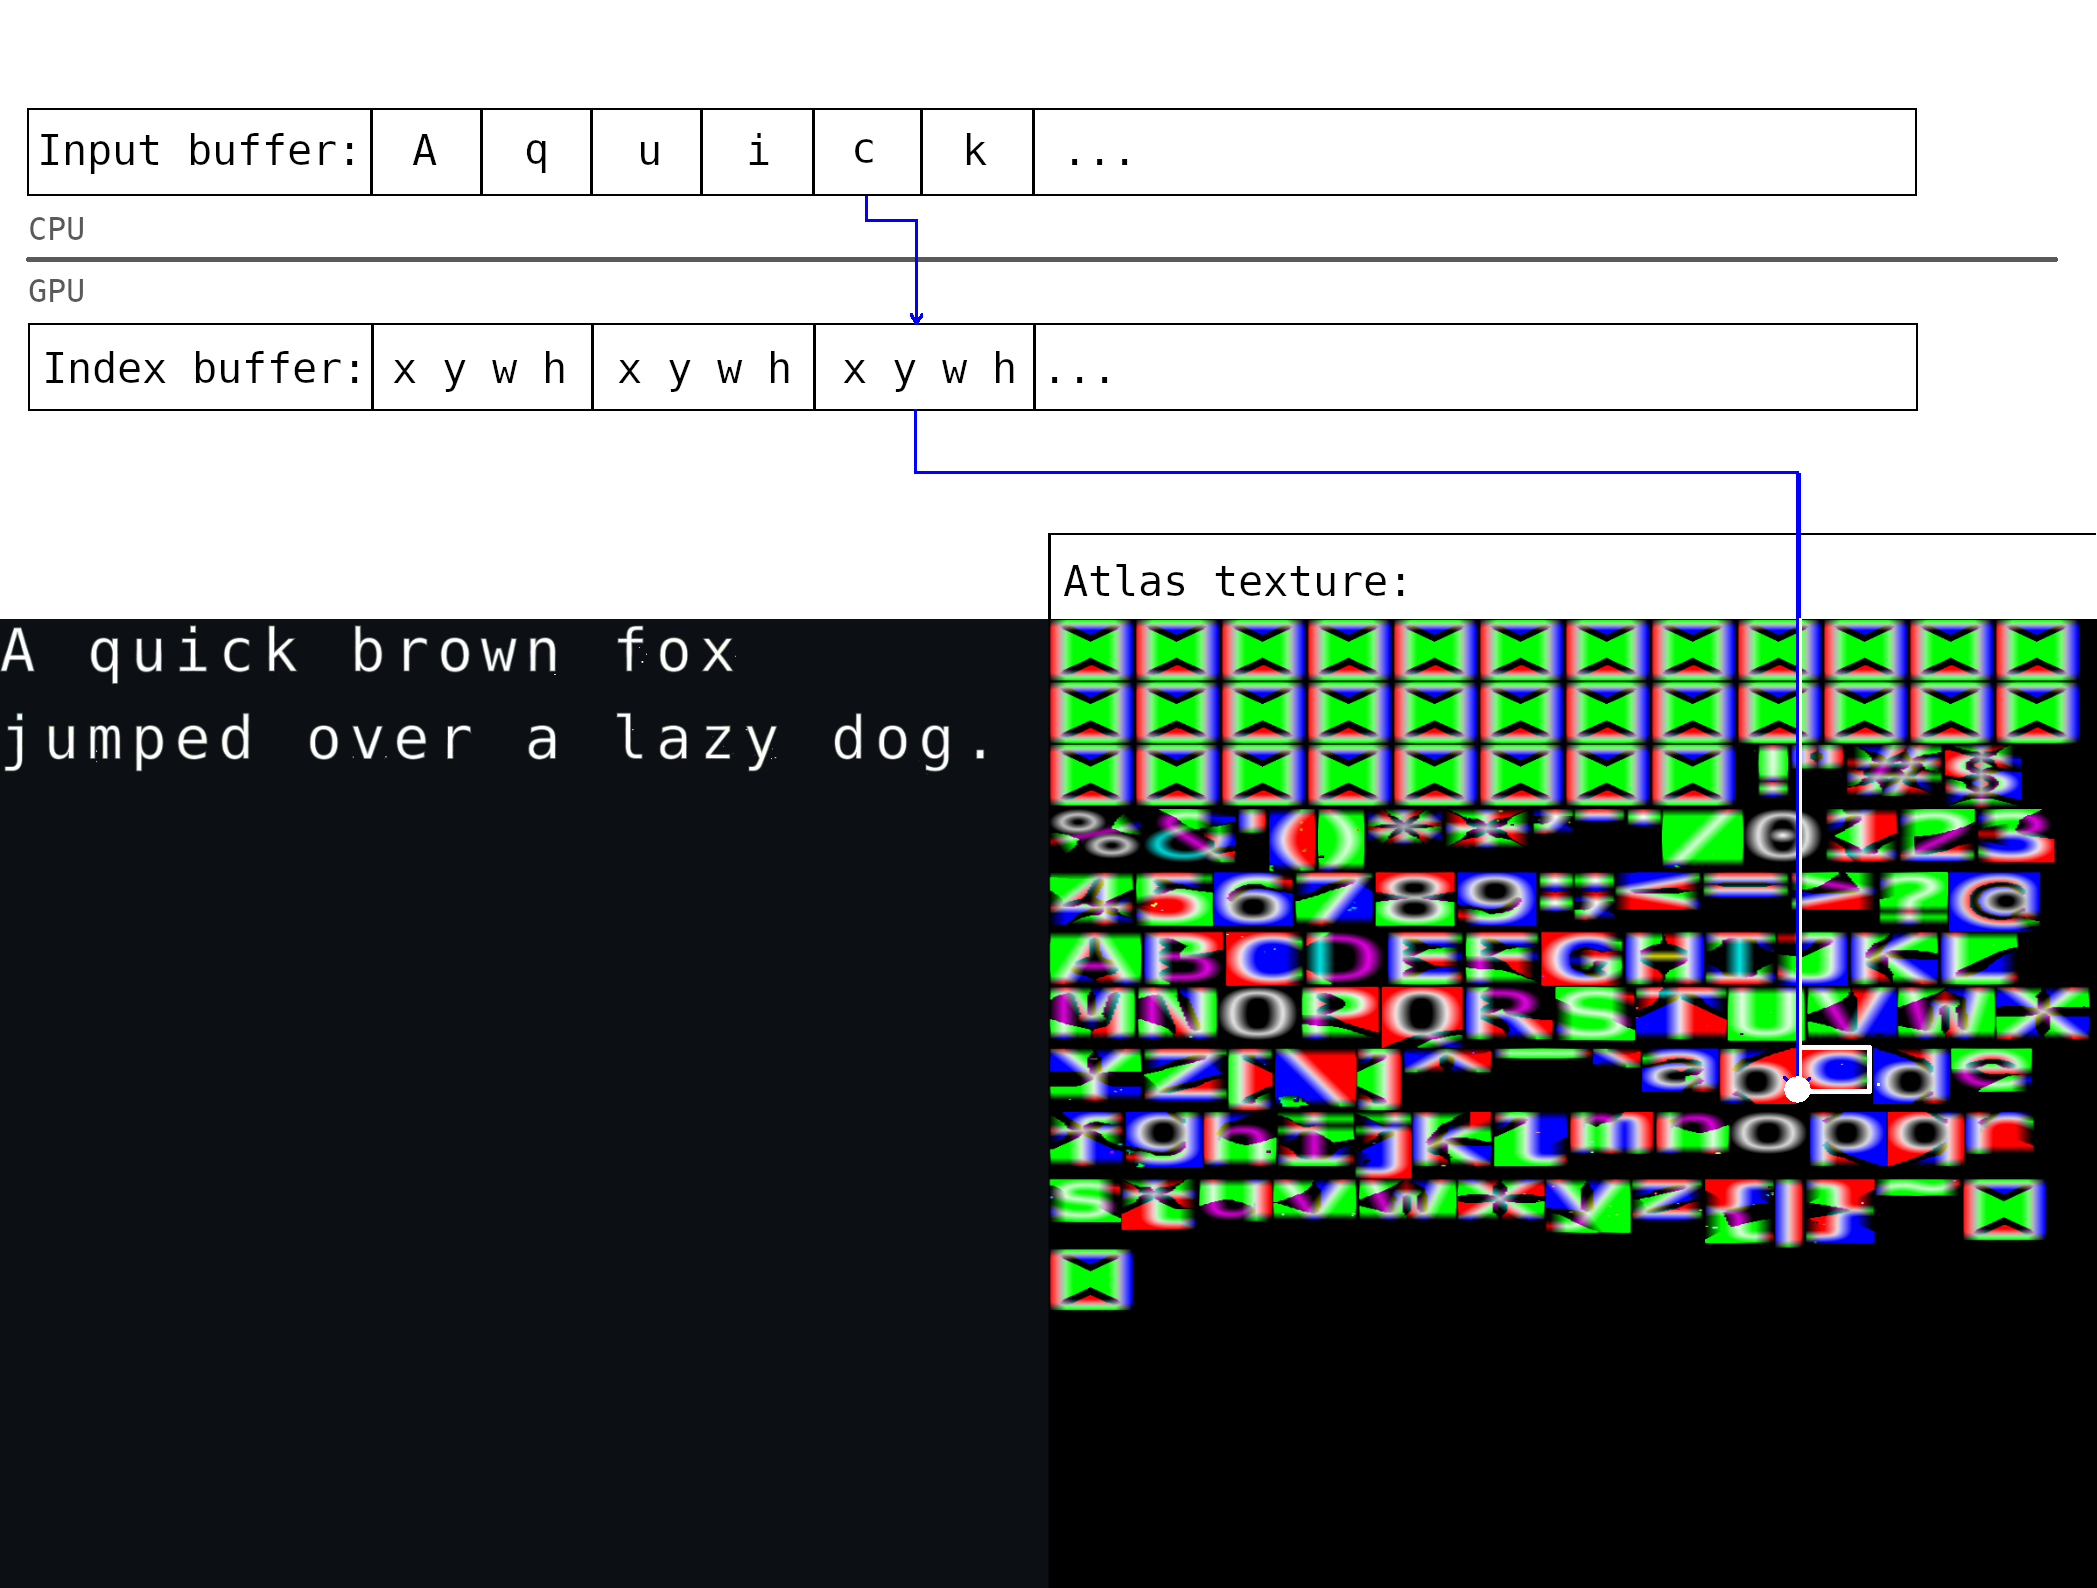 Input buffer: A q u i c k ...
CPU
GPU
Index buffer: x y w h x y w h x y w h ...
Atlas texture:
A quick brown fox
jumped over a lazy dog.
! " # $
% & ' ( ) * + , - . / 0 1 2 3
4 5 6 7 8 9 : ; < = > ? @
A B C D E F G H I J K L
M N O P Q R S T U V W X
Y Z [ \ ] ^ _ ` a b c d e
f g h i j k l m n o p q r
s t u v w x y z { | } ~